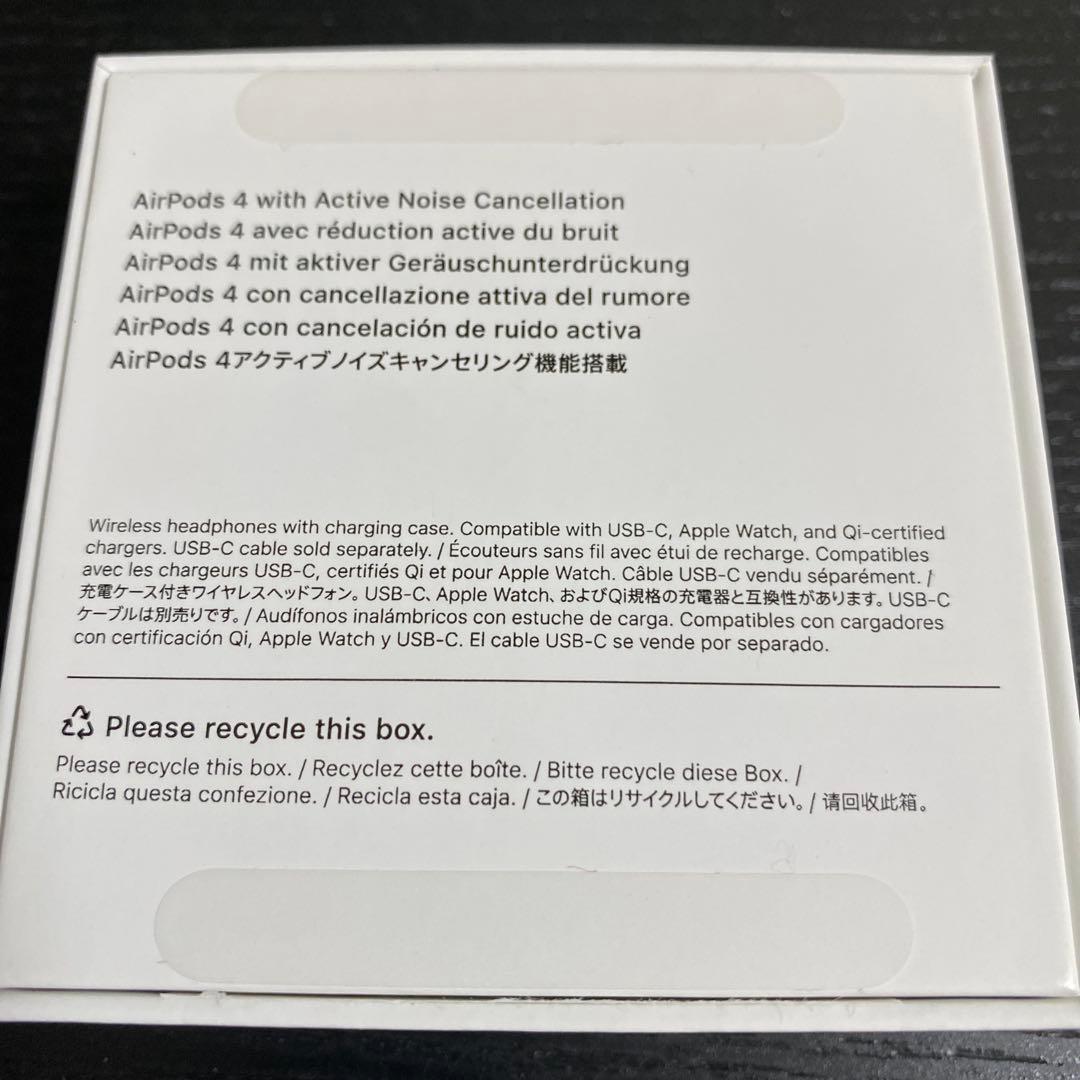 AirPods 4 with Active Noise Cancellation
AirPods 4 avec réduction active du bruit
AirPods 4 mit aktiver Geräuschunterdrückung
AirPods 4 con cancellazione attiva del rumore
AirPods 4 con cancelación de ruido activa
AirPods 4アクティブノイズキャンセリング機能搭載
Wireless headphones with charging case. Compatible with USB-C, Apple Watch, and Qi-certified
chargers. USB-C cable sold separately. / Écouteurs sans fil avec étui de recharge. Compatibles
avec les chargeurs USB-C, certifiés Qi et pour Apple Watch. Câble USB-C vendu séparément. /
充電ケース付きワイヤレスヘッドフォン。USB-C、Apple Watch、およびQi規格の充電器と互換性があります。USB-C
ケーブルは別売りです。/ Audífonos inalámbricos con estuche de carga. Compatibles con cargadores
con certificación Qi, Apple Watch y USB-C. El cable USB-C se vende por separado.
Please recycle this box.
Please recycle this box. / Recyclez cette boîte. / Bitte recycle diese Box. /
Ricicla questa confezione. / Recicla esta caja. / この箱はリサイクルしてください。/ 请回收此箱。